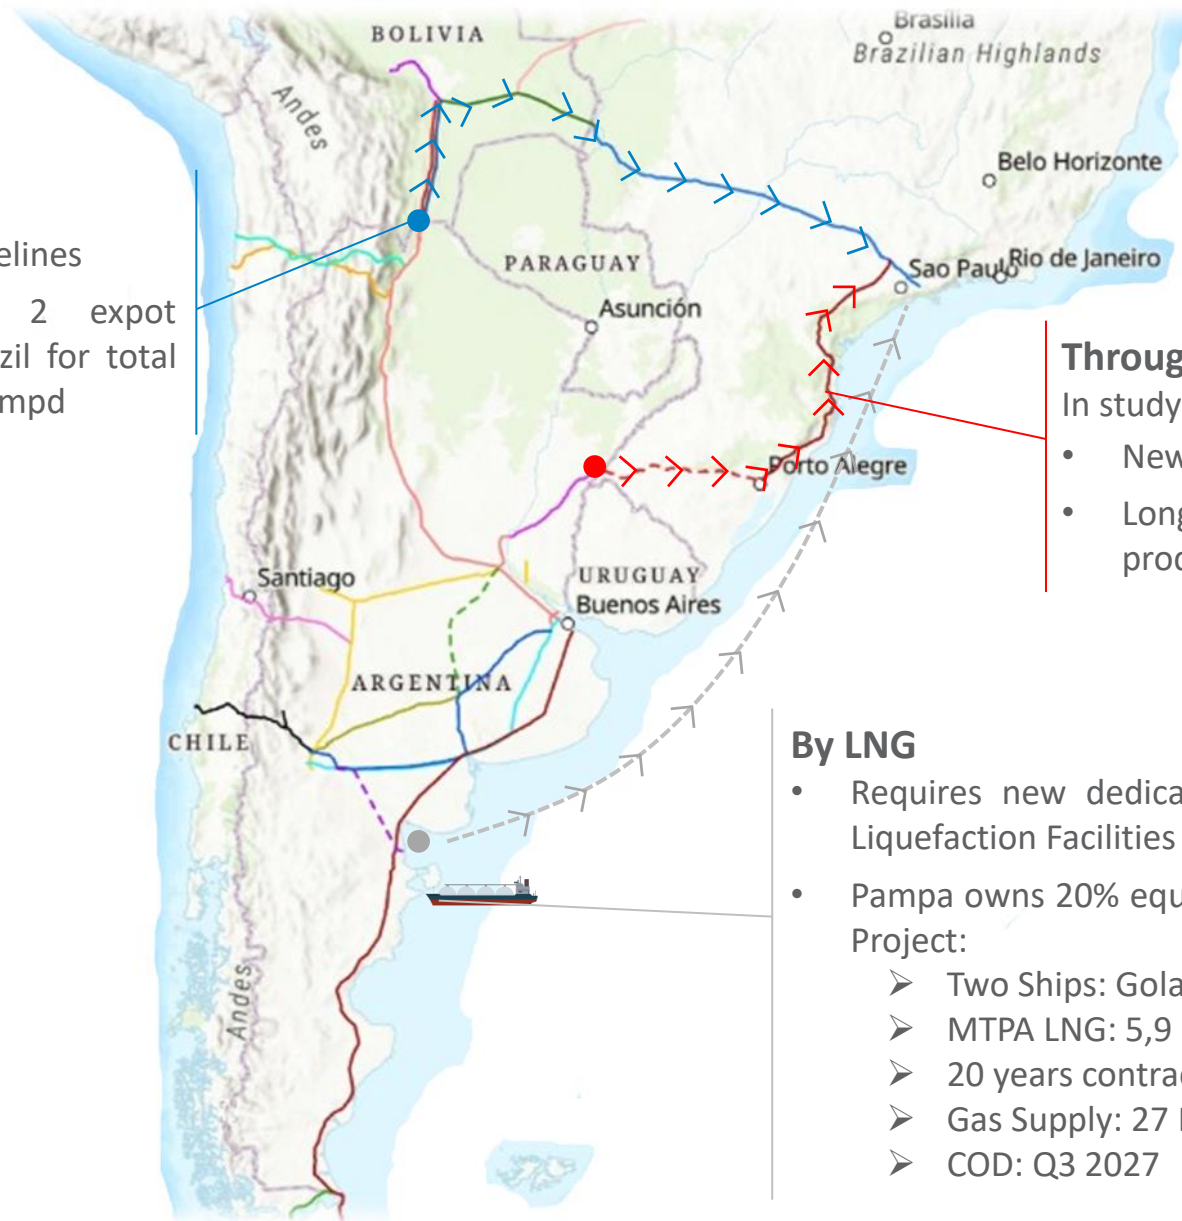 BOLIVIA
Brasília
Brazilian Highlands
Andes
Belo Horizonte
elines
PARAGUAY
Sao Paulo
Rio de Janeiro
2 expot
zil for total
mpd
Asunción
Throug
In study
New
Long
prod
Porto Alegre
Santiago
URUGUAY
Buenos Aires
ARGENTINA
CHILE
By LNG
• Requires new dedica
Liquefaction Facilities
• Pampa owns 20% equ
Project:
➢ Two Ships: Gola
➢ MTPA LNG: 5,9
➢ 20 years contrac
➢ Gas Supply: 27
➢ COD: Q3 2027
Andes